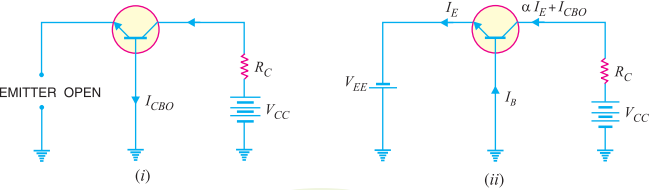 EMITTER OPEN
I_CBO
R_C
V_CC
(i)
I_E
α I_E + I_CBO
V_EE
I_B
R_C
V_CC
(ii)